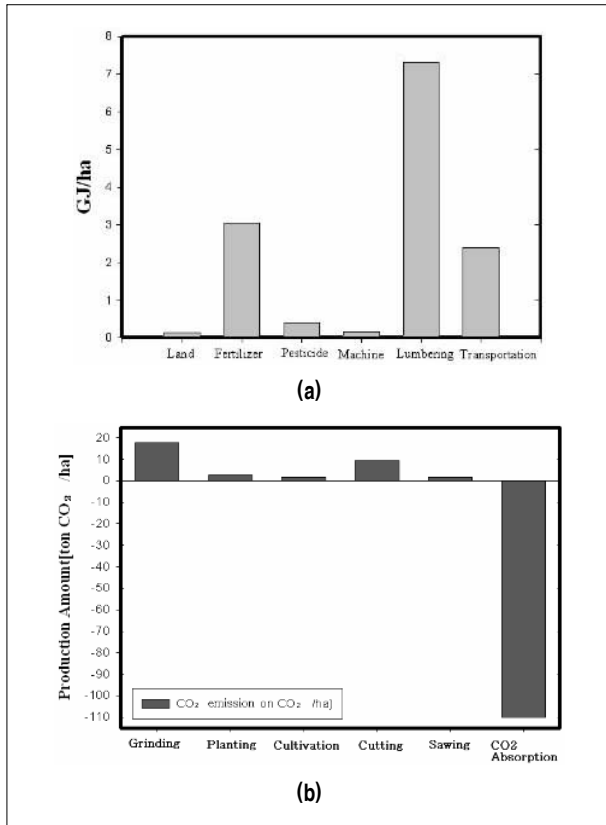 8
7
6
5
4
3
2
1
0
GJ/ha
Land Fertilizer Pesticide Machine Lumbering Transportation
(a)
20
10
0
-10
-20
-30
-40
-50
-60
-70
-80
-90
-100
-110
Production Amount[ton CO₂ /ha]
CO₂ emission on CO₂ /ha]
Grinding Planting Cultivation Cutting Sawing CO2
Absorption
(b)